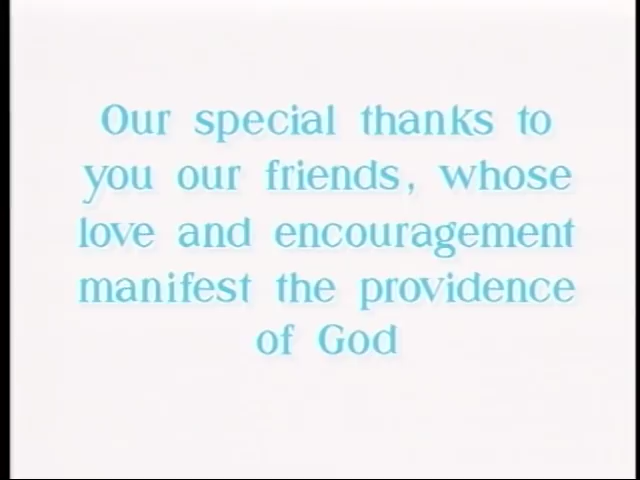 Our special thanks to
you our friends, whose
love and encouragement
manifest the providence
of God